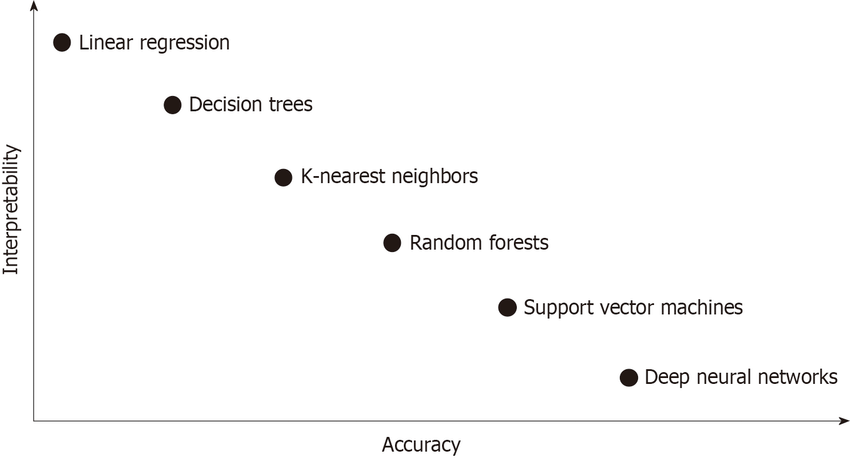 Linear regression
Decision trees
K-nearest neighbors
Random forests
Support vector machines
Deep neural networks
Interpretability
Accuracy